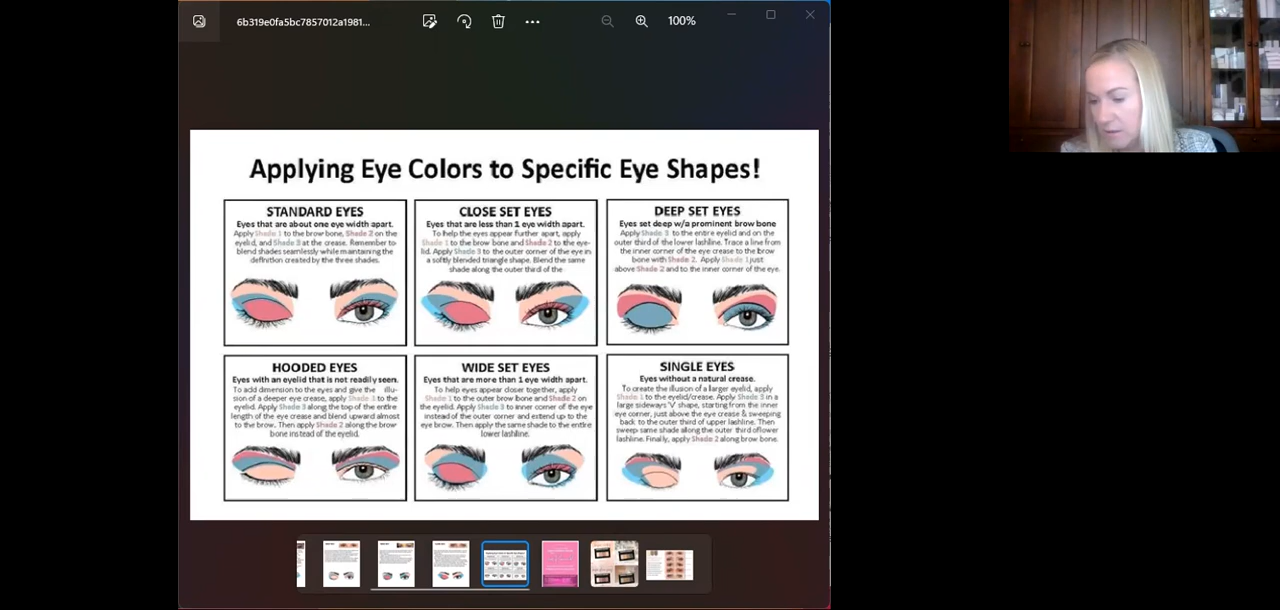 6b319e0fa5bc7857012a1981...
100%
Applying Eye Colors to Specific Eye Shapes!
STANDARD EYES
Eyes that are about one eye width apart.
Apply Shade 1 to the brow bone, Shade 2 on the
eyelid, and Shade 3 at the crease. Remember to
blend shades seamlessly while maintaining the
definition created by the three shades.
CLOSE SET EYES
Eyes that are less than 1 eye width apart.
To help the eyes appear further apart, apply
Shade 1 to the brow bone and Shade 2 to the eye-
lid. Apply Shade 3 to the outer corner of the eye in
a softly blended triangle shape. Blend the same
shade along the outer third of the
DEEP SET EYES
Eyes set deep w/a prominent brow bone
Apply Shade 3 to the entire eyelid and on the
outer third of the lower lashline. Trace a line from
the inner corner of the eye crease to the brow
bone with Shade 2. Apply Shade 1 just
above Shade 2 and to the inner corner of the eye.
HOODED EYES
Eyes with an eyelid that is not readily seen.
To add dimension to the eyes and give the illu-
sion of a deeper eye crease, apply Shade 1 to the
eyelid. Apply Shade 3 along the top of the entire
length of the eye crease and blend upward almost
to the brow. Then apply Shade 2 along the brow
bone instead of the eyelid.
WIDE SET EYES
Eyes that are more than 1 eye width apart.
To help eyes appear closer together, apply
Shade 1 to the outer brow bone and Shade 2 on
the eyelid. Apply Shade 3 to inner corner of the eye
instead of the outer corner and extend up to the
eye brow. Then apply the same shade to the entire
lower lashline.
SINGLE EYES
Eyes without a natural crease.
To create the illusion of a larger eyelid, apply
Shade 1 to the eyelid/crease. Apply Shade 3 in a
large sideways "V" shape, starting from the inner
eye corner, just above the eye crease & sweeping
back to the outer third of upper lashline. Then
sweep same shade along the outer third of lower
lashline. Finally, apply Shade 2 along brow bone.